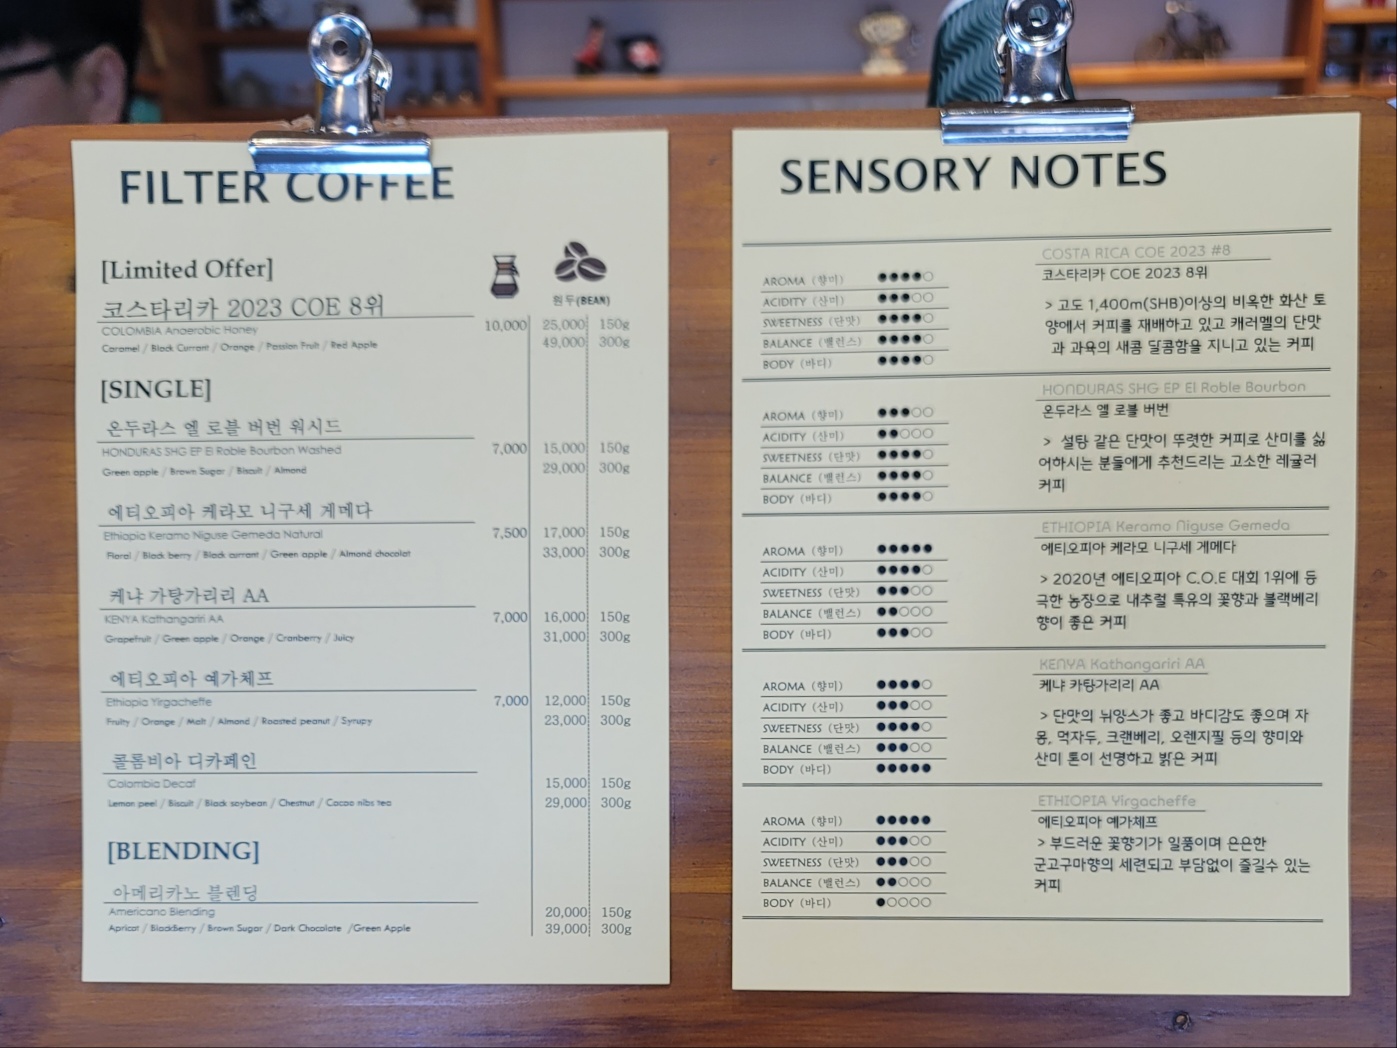 FILTER COFFEE
[Limited Offer]
원두(BEAN)
코스타리카 2023 COE 8위
COLOMBIA Anaerobic Honey
10,000 25,000 150g
Caramel / Black Currant / Orange / Passion Fruit / Red Apple
49,000 300g
[SINGLE]
온두라스 엘 로블 버번 워시드
HONDURAS SHG EP El Roble Bourbon Washed
7,000 15,000 150g
Green apple / Brown Sugar / Biscuit / Almond
29,000 300g
에티오피아 케라모 니구세 게메다
Ethiopia Keramo Niguse Gemeda Natural
7,500 17,000 150g
Floral / Black berry / Black currant / Green apple / Almond chocolat
33,000 300g
케냐 가탕가리리 AA
KENYA Kathangariri AA
7,000 16,000 150g
Grapefruit / Green apple / Orange / Cranberry / Juicy
31,000 300g
에티오피아 예가체프
Ethiopia Yirgacheffe
7,000 12,000 150g
Fruity / Orange / Malt / Almond / Roasted peanut / Syrupy
23,000 300g
콜롬비아 디카페인
Colombia Decaf
15,000 150g
Lemon peel / Biscuit / Black soybean / Chestnut / Cacao nibs tea
29,000 300g
[BLENDING]
아메리카노 블렌딩
Americano Blending
20,000 150g
Apricot / BlackBerry / Brown Sugar / Dark Chocolate /Green Apple
39,000 300g
SENSORY NOTES
AROMA (향미) ●●●●○
ACIDITY (산미) ●●●○○
SWEETNESS (단맛) ●●●●○
BALANCE (밸런스) ●●●●○
BODY (바디) ●●●●○
COSTA RICA COE 2023 #8
코스타리카 COE 2023 8위
> 고도 1,400m(SHB)이상의 비옥한 화산 토
양에서 커피를 재배하고 있고 캐러멜의 단맛
과 과육의 새콤 달콤함을 지니고 있는 커피
AROMA (향미) ●●●○○
ACIDITY (산미) ●●○○○
SWEETNESS (단맛) ●●●●○
BALANCE (밸런스) ●●●●○
BODY (바디) ●●●●○
HONDURAS SHG EP El Roble Bourbon
온두라스 엘 로블 버번
> 설탕 같은 단맛이 뚜렷한 커피로 산미를 싫
어하시는 분들에게 추천드리는 고소한 레귤러
커피
AROMA (향미) ●●●●●
ACIDITY (산미) ●●●●○
SWEETNESS (단맛) ●●●○○
BALANCE (밸런스) ●●○○○
BODY (바디) ●●●○○
ETHIOPIA Keramo Niguse Gemeda
에티오피아 케라모 니구세 게메다
> 2020년 에티오피아 C.O.E 대회 1위에 등
극한 농장으로 내추럴 특유의 꽃향과 블랙베리
향이 좋은 커피
AROMA (향미) ●●●●○
ACIDITY (산미) ●●●○○
SWEETNESS (단맛) ●●●●○
BALANCE (밸런스) ●●●○○
BODY (바디) ●●●●●
KENYA Kathangariri AA
케냐 카탕가리리 AA
> 단맛의 뉘앙스가 좋고 바디감도 좋으며 자
몽, 먹자두, 크랜베리, 오렌지필 등의 향미와
산미 톤이 선명하고 밝은 커피
AROMA (향미) ●●●●●
ACIDITY (산미) ●●●○○
SWEETNESS (단맛) ●●●○○
BALANCE (밸런스) ●●○○○
BODY (바디) ●○○○○
ETHIOPIA Yirgacheffe
에티오피아 예가체프
> 부드러운 꽃향기가 일품이며 은은한
군고구마향의 세련되고 부담없이 즐길수 있는
커피